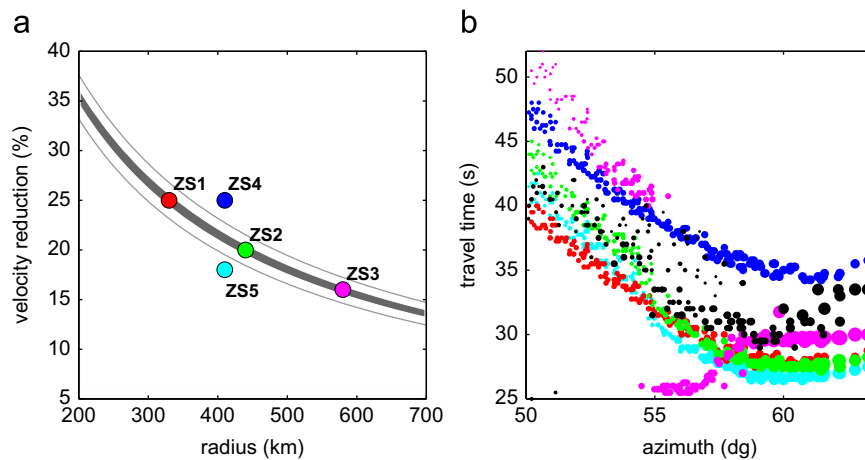 a
b
velocity reduction (%)
40
35
30
25
20
15
10
5
ZS1
ZS4
ZS2
ZS5
ZS3
200 300 400 500 600 700
radius (km)
travel time (s)
50
45
40
35
30
25
50 55 60
azimuth (dg)